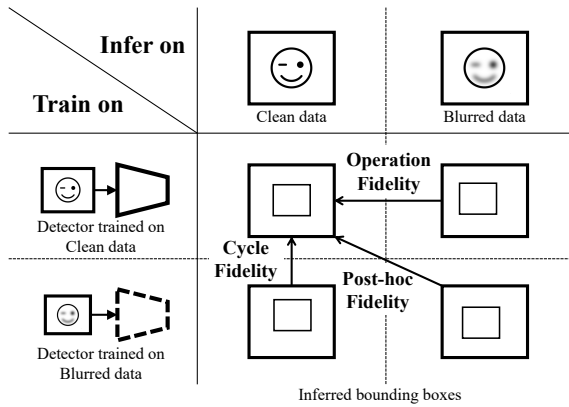 Infer on
Train on
Clean data
Blurred data
Operation
Fidelity
Detector trained on
Clean data
Cycle
Fidelity
Post-hoc
Fidelity
Detector trained on
Blurred data
Inferred bounding boxes